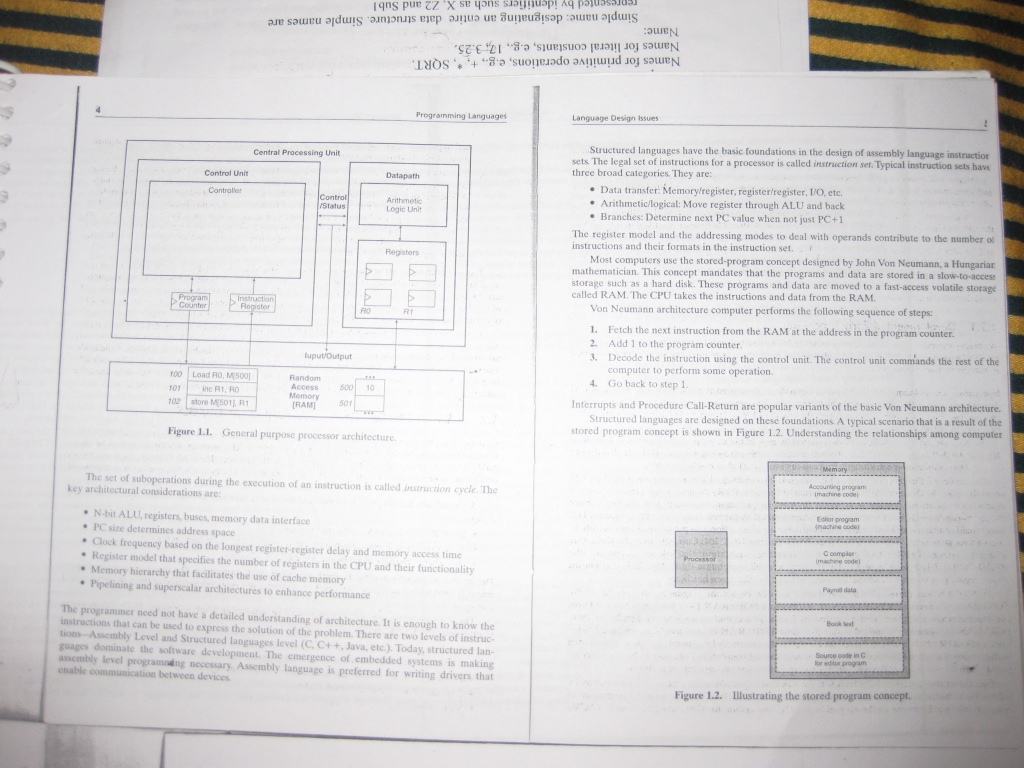 represented by identifiers such as X, Z2 and Sub1
Simple name: designating an entire data structure. Simple names are
Name:
Names for literal constants, e.g., 17, 3.25.
Names for primitive operations, e.g., +, *, SQRT.
4
Programming Languages
Central Processing Unit
Control Unit
Controller
Control
/Status
Datapath
Arithmetic
Logic Unit
Registers
R0 R1
Program
Counter
Instruction
Register
Iuput/Output
100 Load R0, M[500]
101 Inc R1, R0
102 store M[501], R1
Random
Access
Memory
[RAM]
500 10
501
Figure 1.1. General purpose processor architecture.
The set of suboperations during the execution of an instruction is called instruction cycle. The
key architectural considerations are:
• N-bit ALU, registers, buses, memory data interface
• PC size determines address space
• Clock frequency based on the longest register-register delay and memory access time
• Register model that specifies the number of registers in the CPU and their functionality
• Memory hierarchy that facilitates the use of cache memory
• Pipelining and superscalar architectures to enhance performance
The programmer need not have a detailed understanding of architecture. It is enough to know the
instructions that can be used to express the solution of the problem. There are two levels of instruc-
tions—Assembly Level and Structured languages level (C, C++, Java, etc.). Today, structured lan-
guages dominate the software development. The emergence of embedded systems is making
assembly level programming necessary. Assembly language is preferred for writing drivers that
enable communication between devices.
Language Design Issues
Structured languages have the basic foundations in the design of assembly language instruction
sets. The legal set of instructions for a processor is called instruction set. Typical instruction sets have
three broad categories. They are:
• Data transfer: Memory/register, register/register, I/O, etc.
• Arithmetic/logical: Move register through ALU and back
• Branches: Determine next PC value when not just PC+1
The register model and the addressing modes to deal with operands contribute to the number of
instructions and their formats in the instruction set.
Most computers use the stored-program concept designed by John Von Neumann, a Hungarian
mathematician. This concept mandates that the programs and data are stored in a slow-to-access
storage such as a hard disk. These programs and data are moved to a fast-access volatile storage
called RAM. The CPU takes the instructions and data from the RAM.
Von Neumann architecture computer performs the following sequence of steps:
1. Fetch the next instruction from the RAM at the address in the program counter.
2. Add 1 to the program counter.
3. Decode the instruction using the control unit. The control unit commands the rest of the
computer to perform some operation.
4. Go back to step 1.
Interrupts and Procedure Call-Return are popular variants of the basic Von Neumann architecture.
Structured languages are designed on these foundations. A typical scenario that is a result of the
stored program concept is shown in Figure 1.2. Understanding the relationships among computer
Processor
Memory
Accounting program
(machine code)
Editor program
(machine code)
C compiler
(machine code)
Payroll data
Book text
Source code in C
for editor program
Figure 1.2. Illustrating the stored program concept.